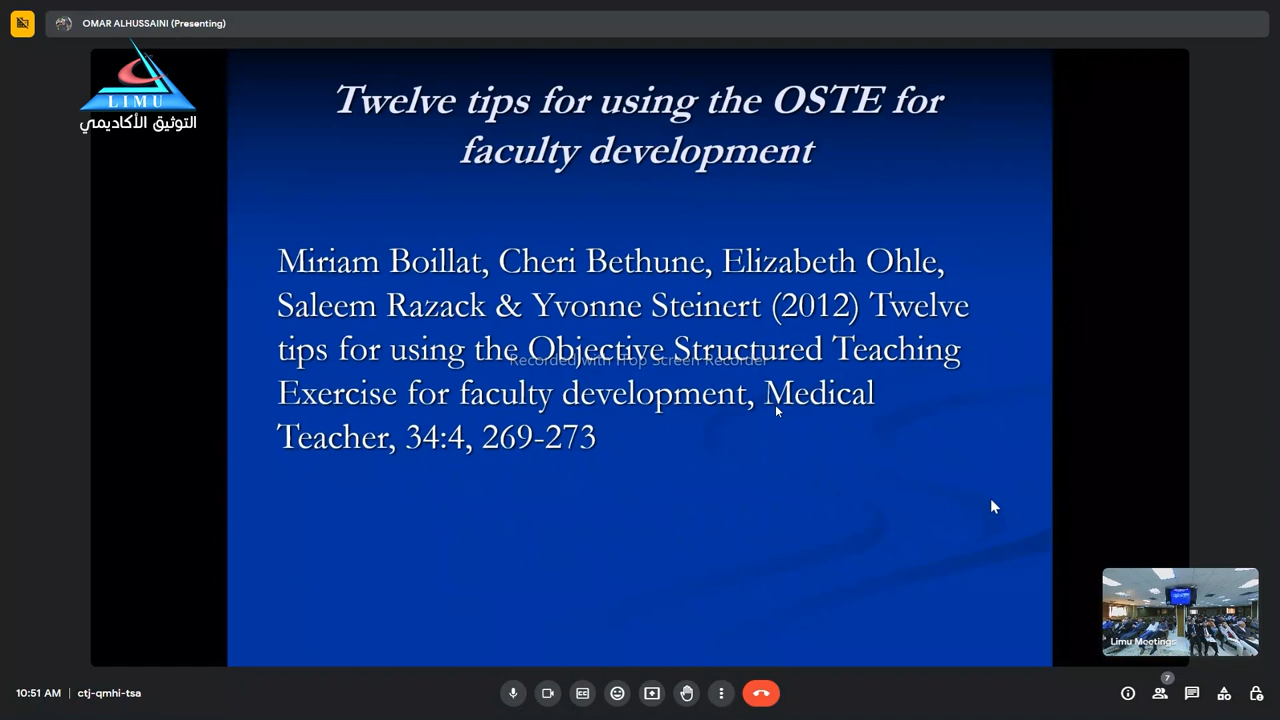 OMAR ALHUSSAINI (Presenting)
LIMU
التوثيق الأكاديمي
Twelve tips for using the OSTE for
faculty development
Miriam Boillat, Cheri Bethune, Elizabeth Ohle,
Saleem Razack & Yvonne Steinert (2012) Twelve
tips for using the Objective Structured Teaching
Recorded with iTop Screen Recorder
Exercise for faculty development, Medical
Teacher, 34:4, 269-273
Limu Meetings
7
10:51 AM | ctj-qmhi-tsa